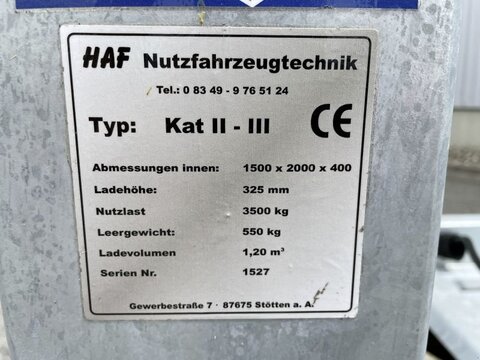 HAF Nutzfahrzeugtechnik
Tel.: 0 83 49 - 9 76 51 24
Typ: Kat II - III CE
Abmessungen innen: 1500 x 2000 x 400
Ladehöhe: 325 mm
Nutzlast 3500 kg
Leergewicht: 550 kg
Ladevolumen 1,20 m³
Serien Nr. 1527
Gewerbestraße 7 · 87675 Stötten a. A.